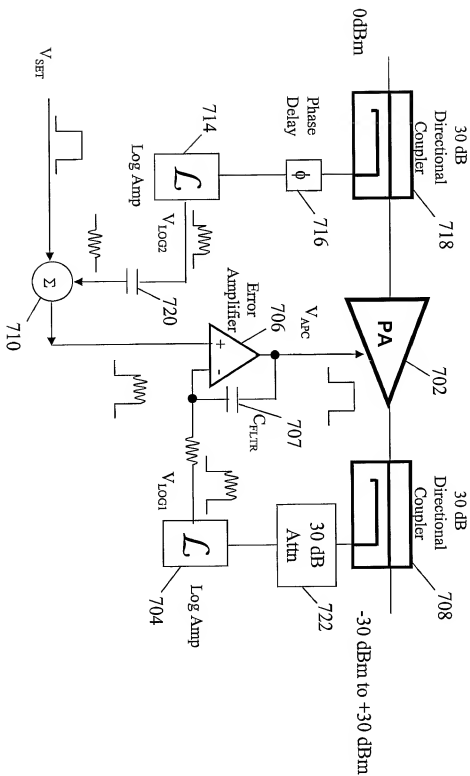 30 dB
Directional
Coupler
718
0dBm
PA
702
30 dB
Directional
Coupler
708
-30 dBm to +30 dBm
Phase
Delay
ϕ
716
V_APC
30 dB
Attn
722
714
ℒ
Log Amp
V_LOG2
Error
Amplifier
706
+
-
707
C_FLTR
V_LOG1
ℒ
Log Amp
704
720
V_SET
Σ
710